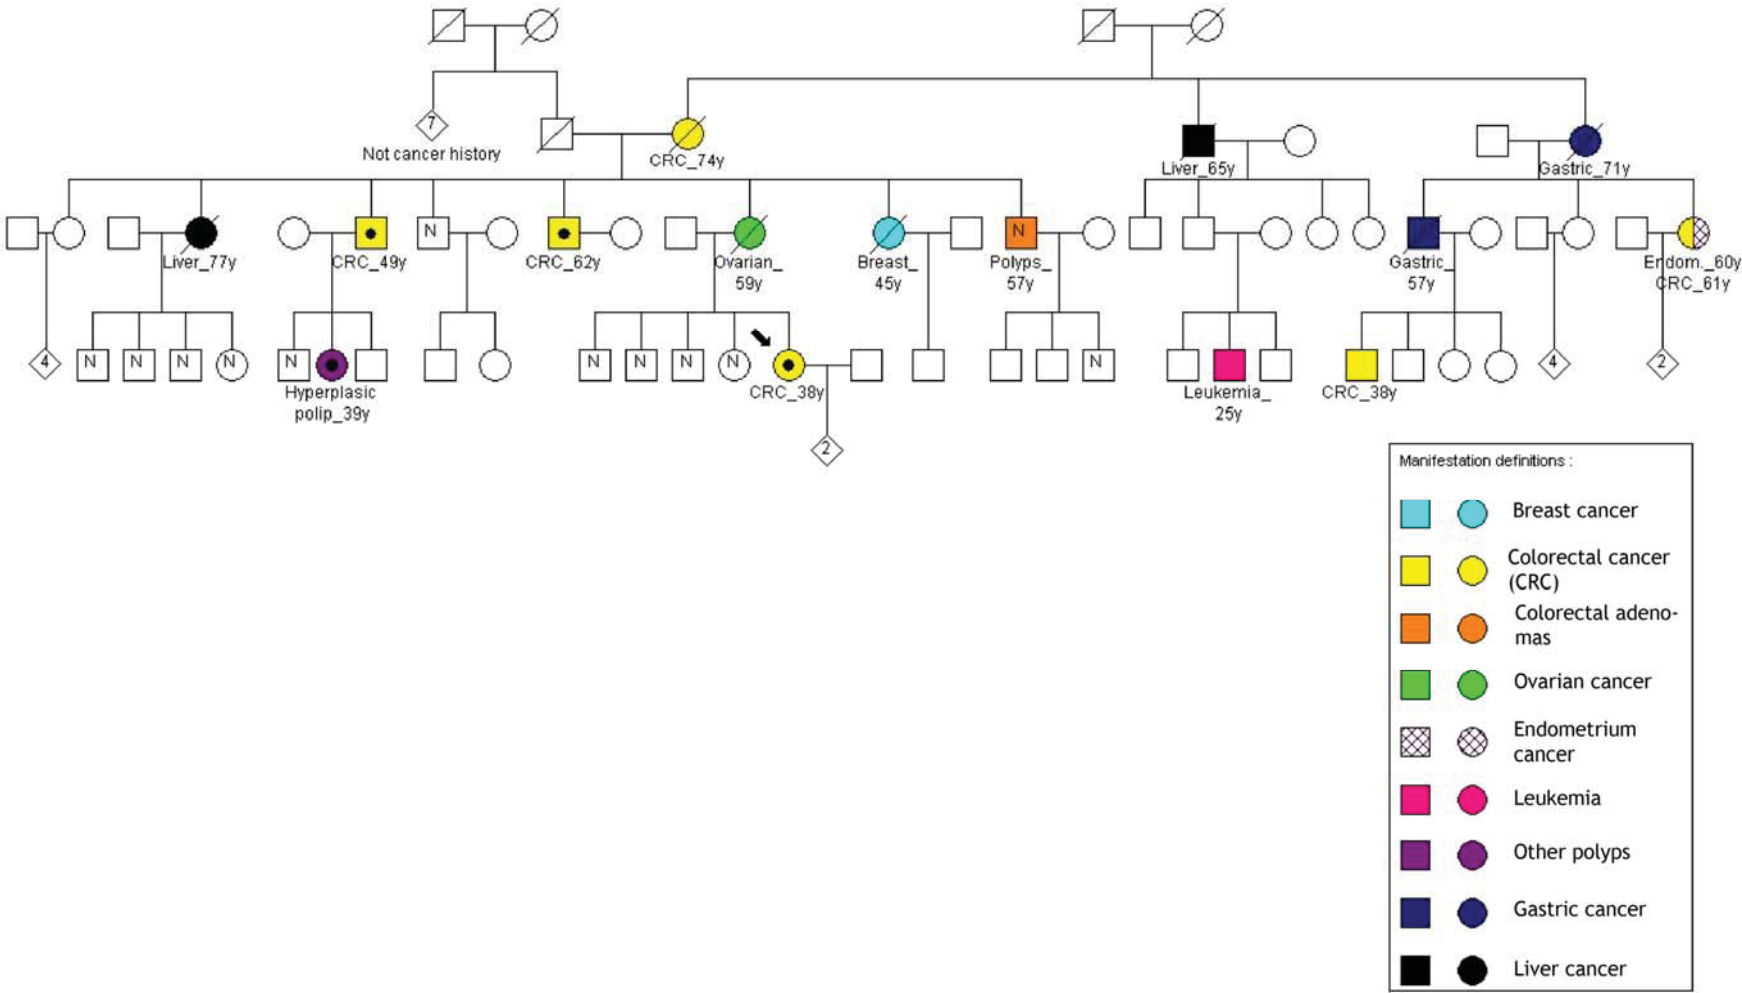 7
Not cancer history
CRC_74y
Liver_65y
Gastric_71y
N
N
Liver_77y
CRC_49y
CRC_62y
Ovarian_
59y
Breast_
45y
Polyps_
57y
Gastric_
57y
Endom._60y
CRC_61y
4
N
N
N
N
N
N
N
N
N
N
4
2
Hyperplasic
polip_39y
CRC_38y
Leukemia_
25y
CRC_38y
2
Manifestation definitions :
Breast cancer
Colorectal cancer
(CRC)
Colorectal adeno-
mas
Ovarian cancer
Endometrium
cancer
Leukemia
Other polyps
Gastric cancer
Liver cancer